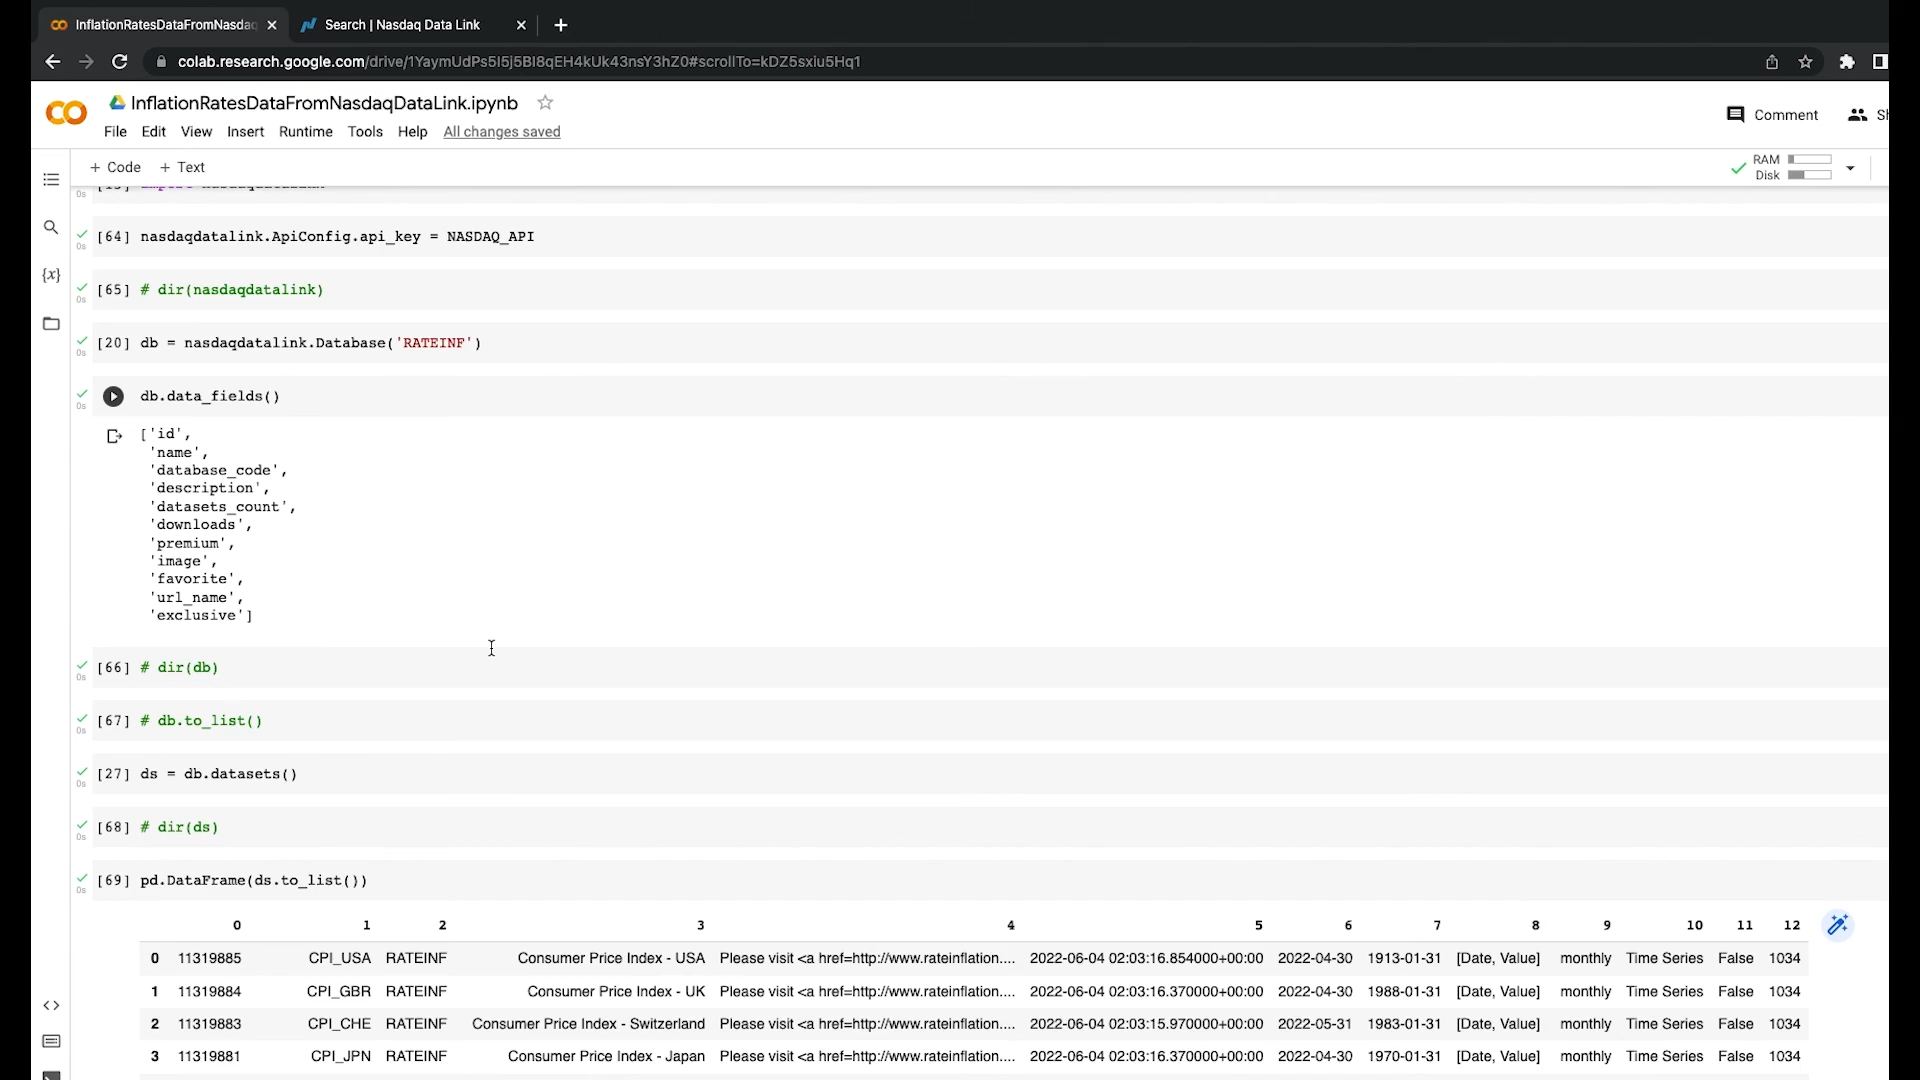 InflationRatesDataFromNasdaq
Search | Nasdaq Data Link
colab.research.google.com/drive/1YaymUdPs5I5j5BI8qEH4kUk43nsY3hZ0#scrollTo=kDZ5sxiu5Hq1
InflationRatesDataFromNasdaqDataLink.ipynb
Comment
File Edit View Insert Runtime Tools Help All changes saved
+ Code + Text
RAM
Disk
0s
[64] nasdaqdatalink.ApiConfig.api_key = NASDAQ_API
0s
[65] # dir(nasdaqdatalink)
0s
[20] db = nasdaqdatalink.Database('RATEINF')
0s
db.data_fields()
0s
['id',
'name',
'database_code',
'description',
'datasets_count',
'downloads',
'premium',
'image',
'favorite',
'url_name',
'exclusive']
[66] # dir(db)
0s
[67] # db.to_list()
0s
[27] ds = db.datasets()
0s
[68] # dir(ds)
0s
[69] pd.DataFrame(ds.to_list())
0s
0 1 2 3 4 5 6 7 8 9 10 11 12
0 11319885 CPI_USA RATEINF Consumer Price Index - USA Please visit <a href=http://www.rateinflation.... 2022-06-04 02:03:16.854000+00:00 2022-04-30 1913-01-31 [Date, Value] monthly Time Series False 1034
1 11319884 CPI_GBR RATEINF Consumer Price Index - UK Please visit <a href=http://www.rateinflation.... 2022-06-04 02:03:16.370000+00:00 2022-04-30 1988-01-31 [Date, Value] monthly Time Series False 1034
2 11319883 CPI_CHE RATEINF Consumer Price Index - Switzerland Please visit <a href=http://www.rateinflation.... 2022-06-04 02:03:15.970000+00:00 2022-05-31 1983-01-31 [Date, Value] monthly Time Series False 1034
3 11319881 CPI_JPN RATEINF Consumer Price Index - Japan Please visit <a href=http://www.rateinflation.... 2022-06-04 02:03:16.370000+00:00 2022-04-30 1970-01-31 [Date, Value] monthly Time Series False 1034